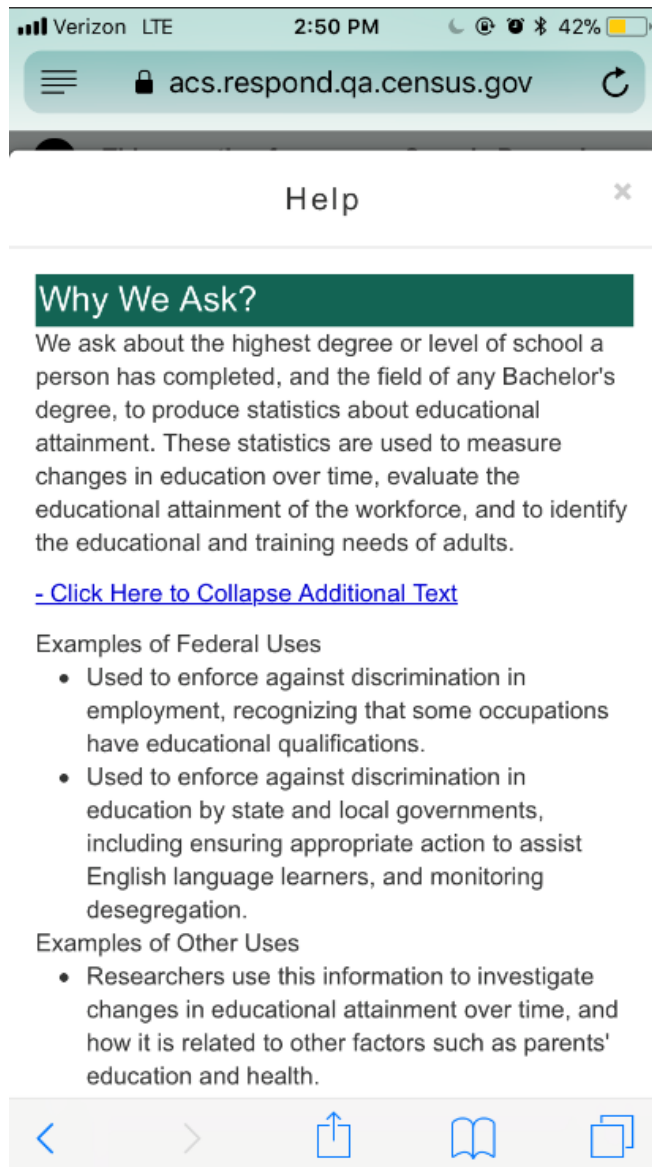 Verizon LTE 2:50 PM 42%
acs.respond.qa.census.gov
Help ×
Why We Ask?
We ask about the highest degree or level of school a
person has completed, and the field of any Bachelor's
degree, to produce statistics about educational
attainment. These statistics are used to measure
changes in education over time, evaluate the
educational attainment of the workforce, and to identify
the educational and training needs of adults.
- Click Here to Collapse Additional Text
Examples of Federal Uses
• Used to enforce against discrimination in
employment, recognizing that some occupations
have educational qualifications.
• Used to enforce against discrimination in
education by state and local governments,
including ensuring appropriate action to assist
English language learners, and monitoring
desegregation.
Examples of Other Uses
• Researchers use this information to investigate
changes in educational attainment over time, and
how it is related to other factors such as parents'
education and health.